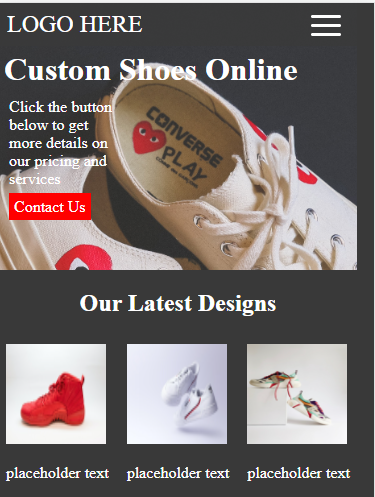 LOGO HERE
Custom Shoes Online
Click the button
below to get
more details on
our pricing and
services
CONVERSE
PLAY
Contact Us
Our Latest Designs
placeholder text
placeholder text
placeholder text